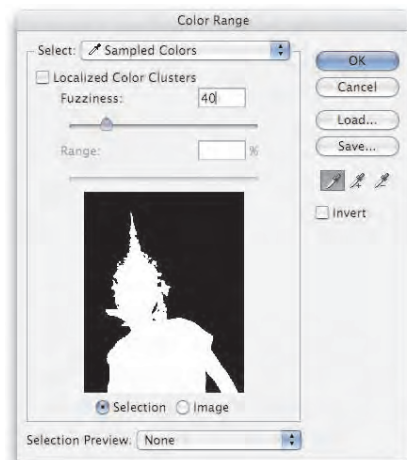 Color Range
Select: Sampled Colors
Localized Color Clusters
Fuzziness: 40
Range: %
Selection Image
Selection Preview: None
OK
Cancel
Load...
Save...
Invert